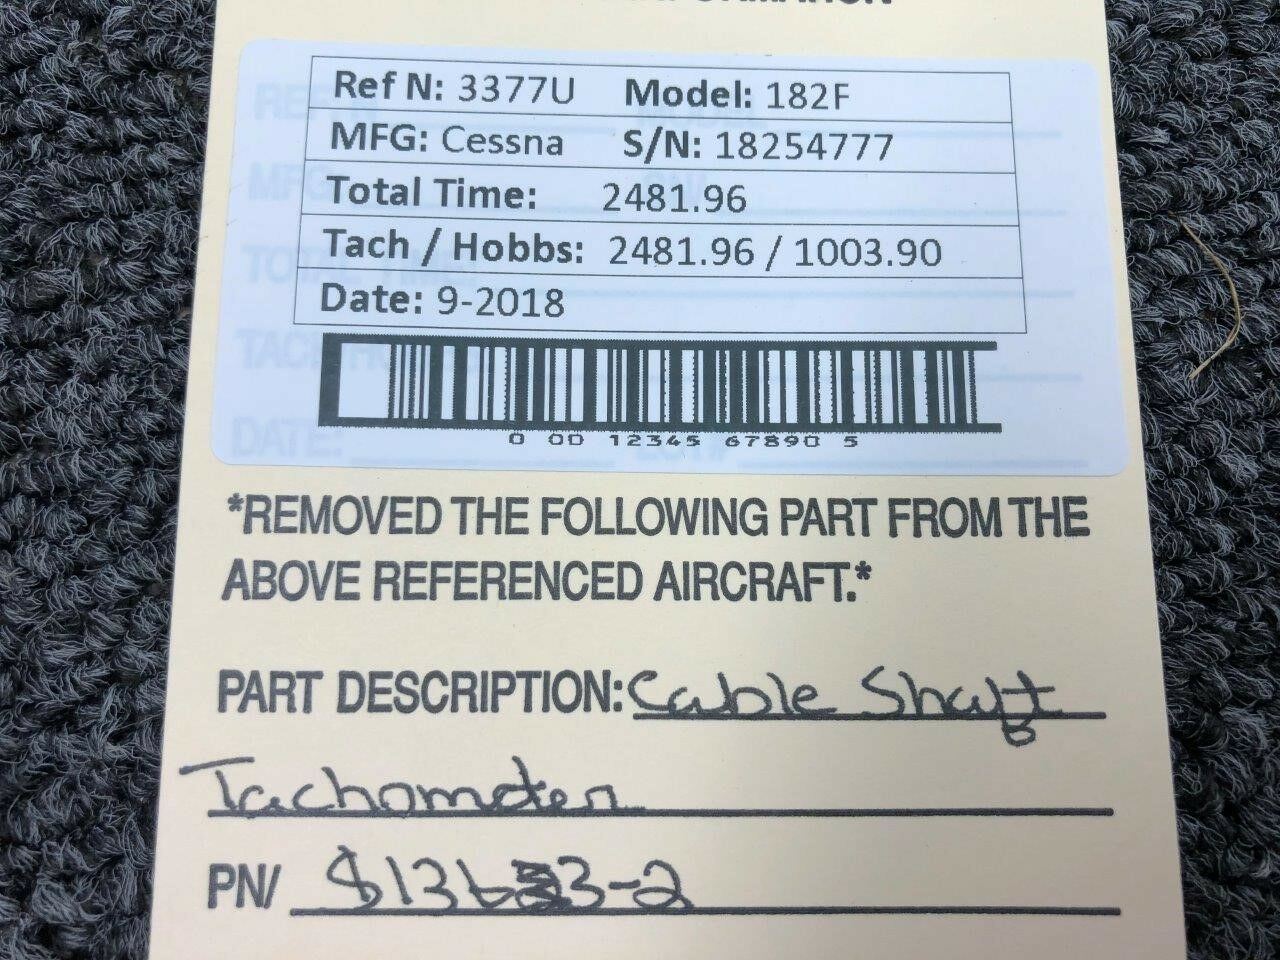 Ref N: 3377U Model: 182F
MFG: Cessna S/N: 18254777
Total Time: 2481.96
Tach / Hobbs: 2481.96 / 1003.90
Date: 9-2018
0 00 12345 67890 5
*REMOVED THE FOLLOWING PART FROM THE
ABOVE REFERENCED AIRCRAFT.*
PART DESCRIPTION: Cable Shaft
Tachometer
PN/